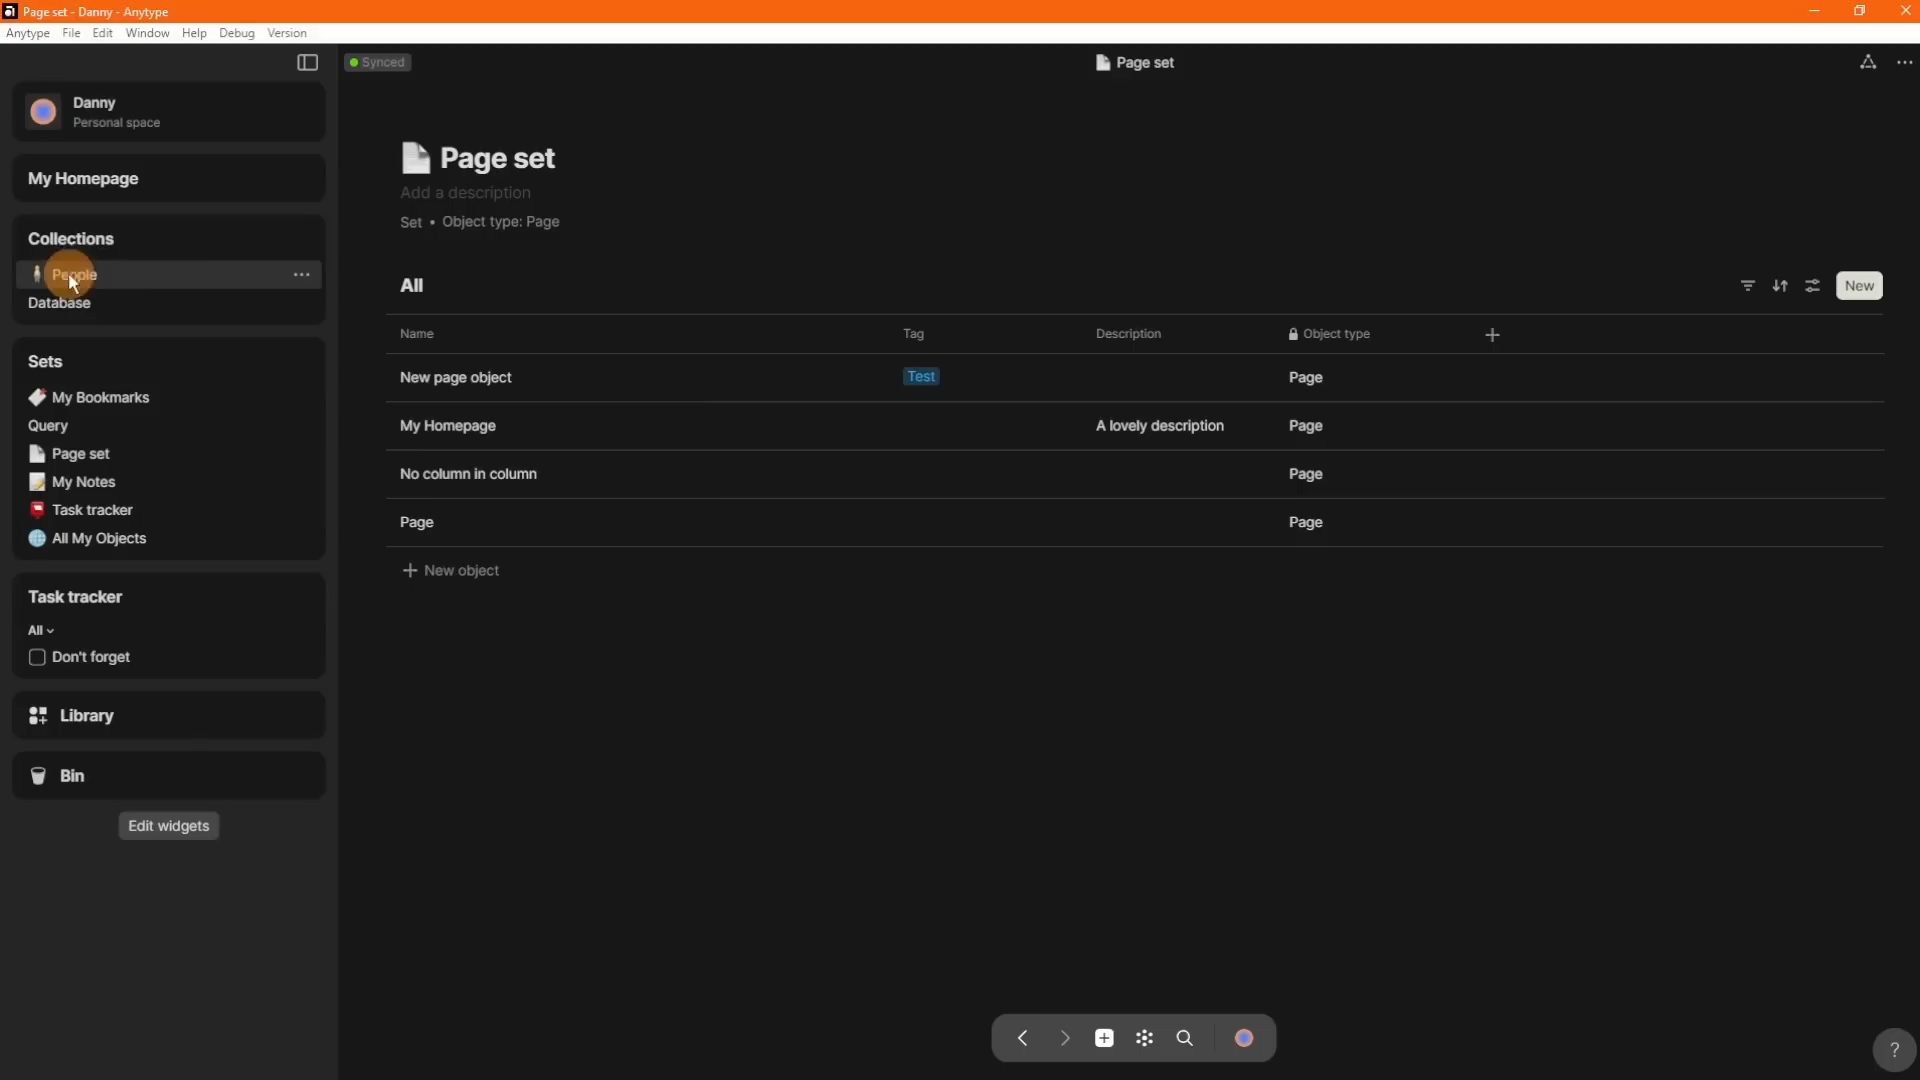 Page set - Danny - Anytype
Anytype File Edit Window Help Debug Version
Synced
Page set
Danny
Personal space
My Homepage
Collections
People
Database
Sets
My Bookmarks
Query
Page set
My Notes
Task tracker
All My Objects
Task tracker
All
Don't forget
Library
Bin
Edit widgets
Page set
Add a description
Set • Object type: Page
All
New
Name Tag Description Object type
New page object Test Page
My Homepage A lovely description Page
No column in column Page
Page Page
+ New object
?